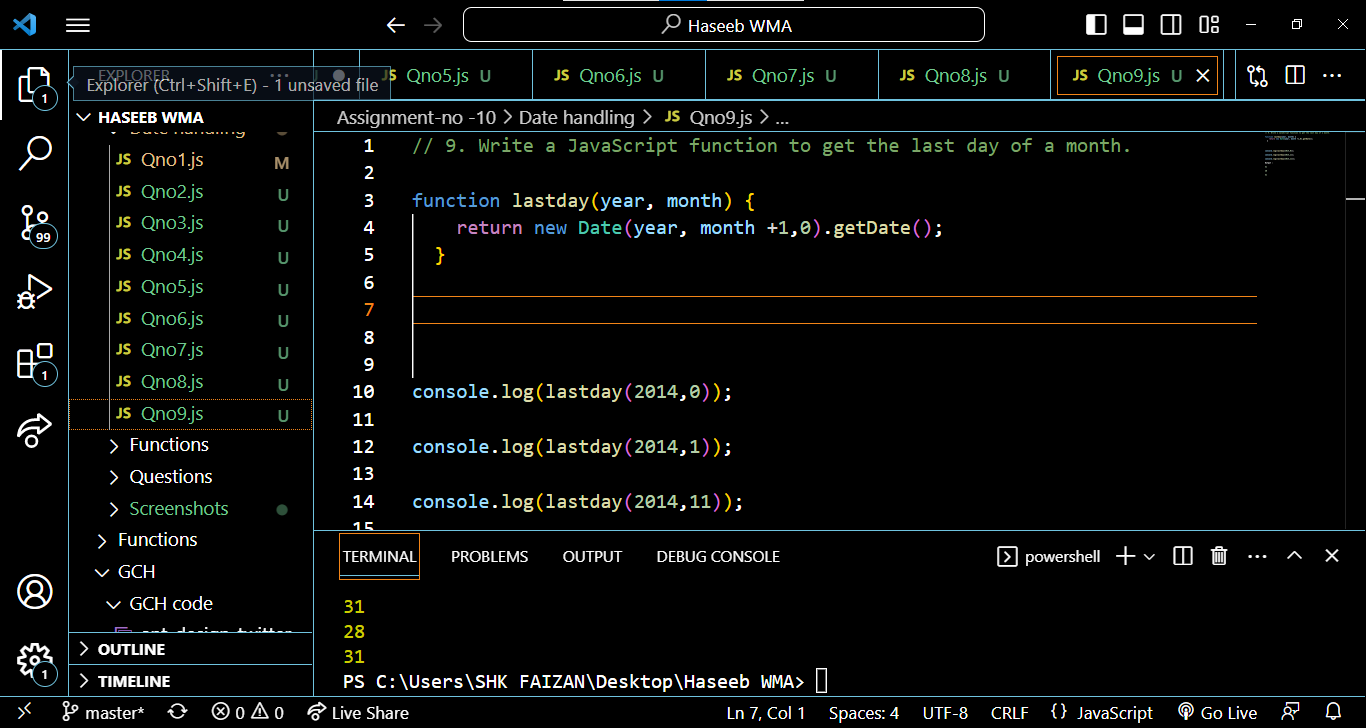 Haseeb WMA
EXPLORER
Explorer (Ctrl+Shift+E) - 1 unsaved file
JS Qno5.js U
JS Qno6.js U
JS Qno7.js U
JS Qno8.js U
JS Qno9.js U
1
HASEEB WMA
Assignment-no -10 > Date handling > JS Qno9.js > ...
Date handling
JS Qno1.js M
JS Qno2.js U
JS Qno3.js U
JS Qno4.js U
JS Qno5.js U
JS Qno6.js U
JS Qno7.js U
JS Qno8.js U
JS Qno9.js U
Functions
Questions
Screenshots
Functions
GCH
GCH code
ant-design-twitter
OUTLINE
TIMELINE
99
1
1
1 // 9. Write a JavaScript function to get the last day of a month.
2
3 function lastday(year, month) {
4 return new Date(year, month +1,0).getDate();
5 }
6
7
8
9
10 console.log(lastday(2014,0));
11
12 console.log(lastday(2014,1));
13
14 console.log(lastday(2014,11));
15
TERMINAL PROBLEMS OUTPUT DEBUG CONSOLE powershell
31
28
31
PS C:\Users\SHK FAIZAN\Desktop\Haseeb WMA>
master* 0 0 Live Share Ln 7, Col 1 Spaces: 4 UTF-8 CRLF {} JavaScript Go Live